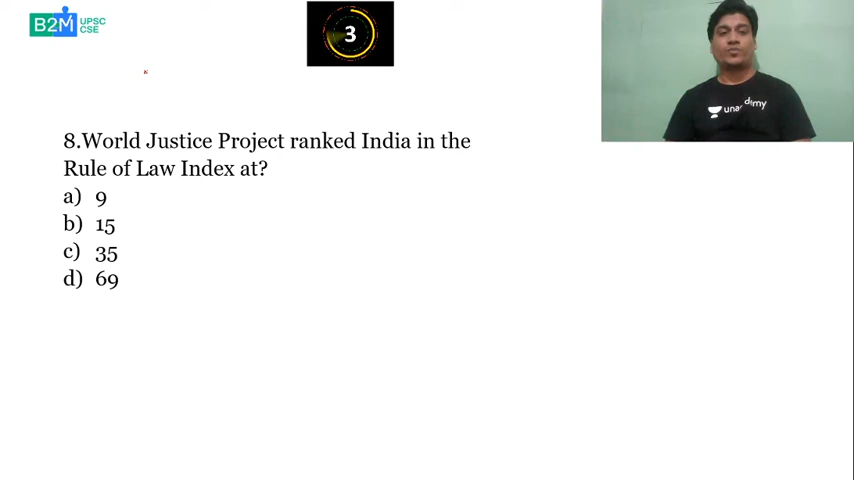 B2M UPSC
CSE
3
unacademy
8.World Justice Project ranked India in the
Rule of Law Index at?
a) 9
b) 15
c) 35
d) 69